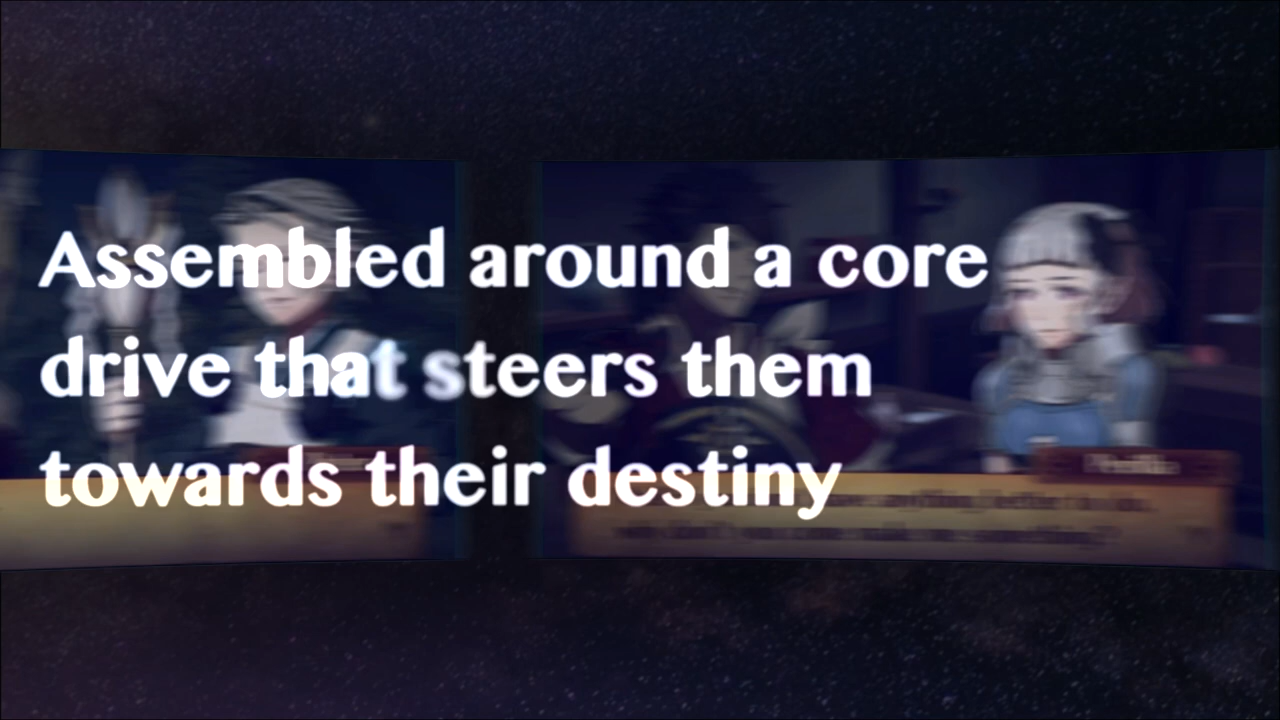 Assembled around a core
drive that steers them
towards their destiny